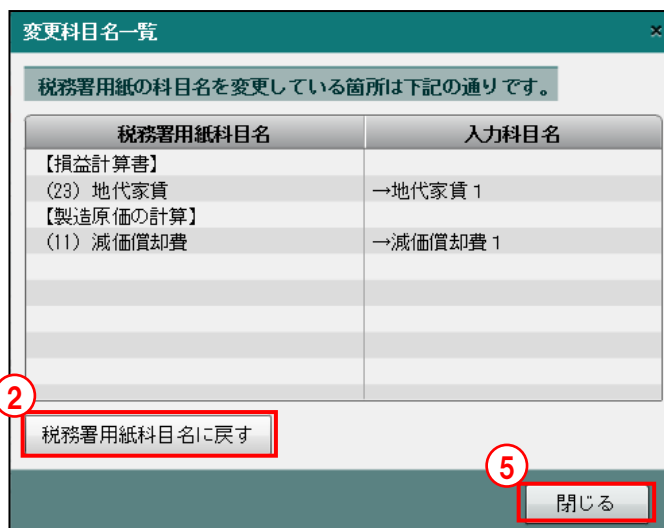 変更科目名一覧 ×
税務署用紙の科目名を変更している箇所は下記の通りです。
税務署用紙科目名 入力科目名
【損益計算書】
(23) 地代家賃 →地代家賃1
【製造原価の計算】
(11) 減価償却費 →減価償却費1
2
税務署用紙科目名に戻す
5
閉じる